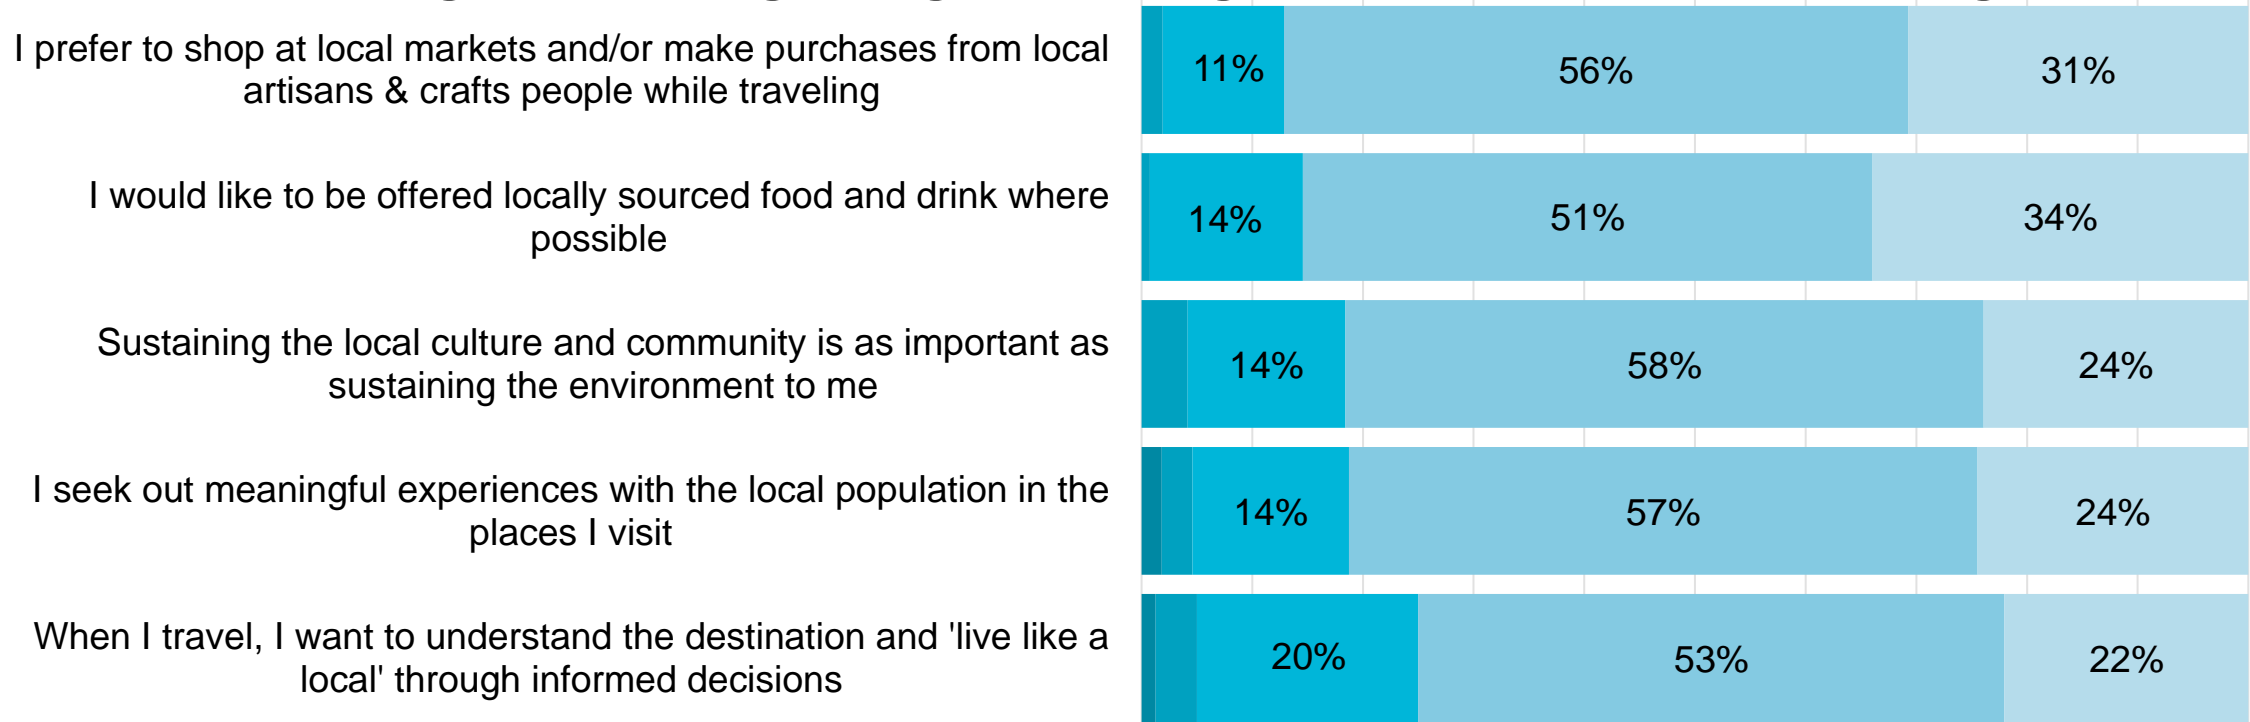 I prefer to shop at local markets and/or make purchases from local
artisans & crafts people while traveling
11% 56% 31%
I would like to be offered locally sourced food and drink where
possible
14% 51% 34%
Sustaining the local culture and community is as important as
sustaining the environment to me
14% 58% 24%
I seek out meaningful experiences with the local population in the
places I visit
14% 57% 24%
When I travel, I want to understand the destination and 'live like a
local' through informed decisions
20% 53% 22%